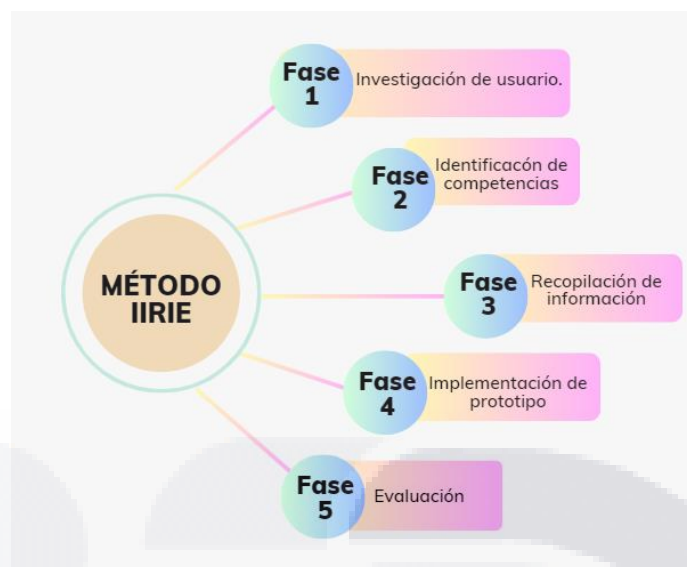 Fase
1
Investigación de usuario.
Fase
2
Identificacón de
competencias
MÉTODO
IIRIE
Fase
3
Recopilación de
información
Fase
4
Implementación de
prototipo
Fase
5
Evaluación